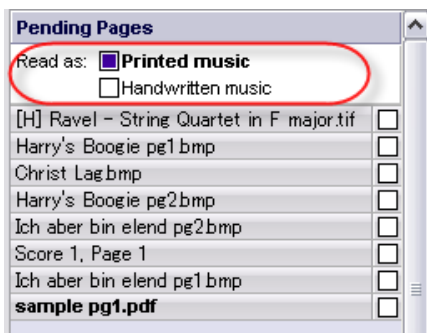 Pending Pages
Read as: Printed music
Handwritten music
[H] Ravel - String Quartet in F major.tif
Harry's Boogie pg1.bmp
Christ Lag.bmp
Harry's Boogie pg2.bmp
Ich aber bin elend pg2.bmp
Score 1, Page 1
Ich aber bin elend pg1.bmp
sample pg1.pdf